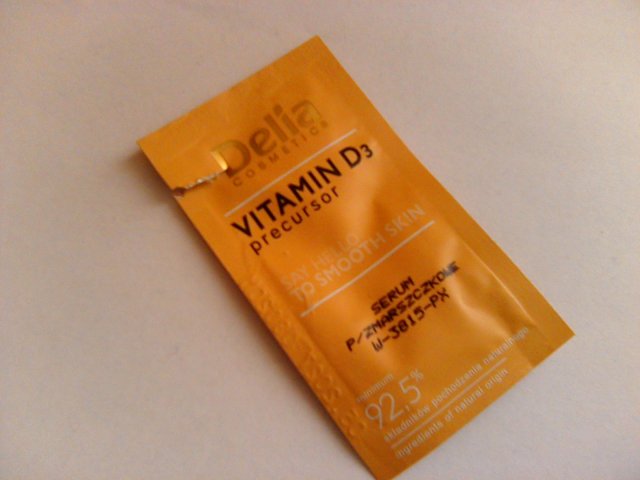 Delia
COSMETICS
VITAMIN D3
precursor
SAY HELLO
TO SMOOTH SKIN
SERUM
P/ZMARSZCZKOWE
W-3815-PX
minimum
92,5%
składników pochodzenia naturalnego
ingredients of natural origin